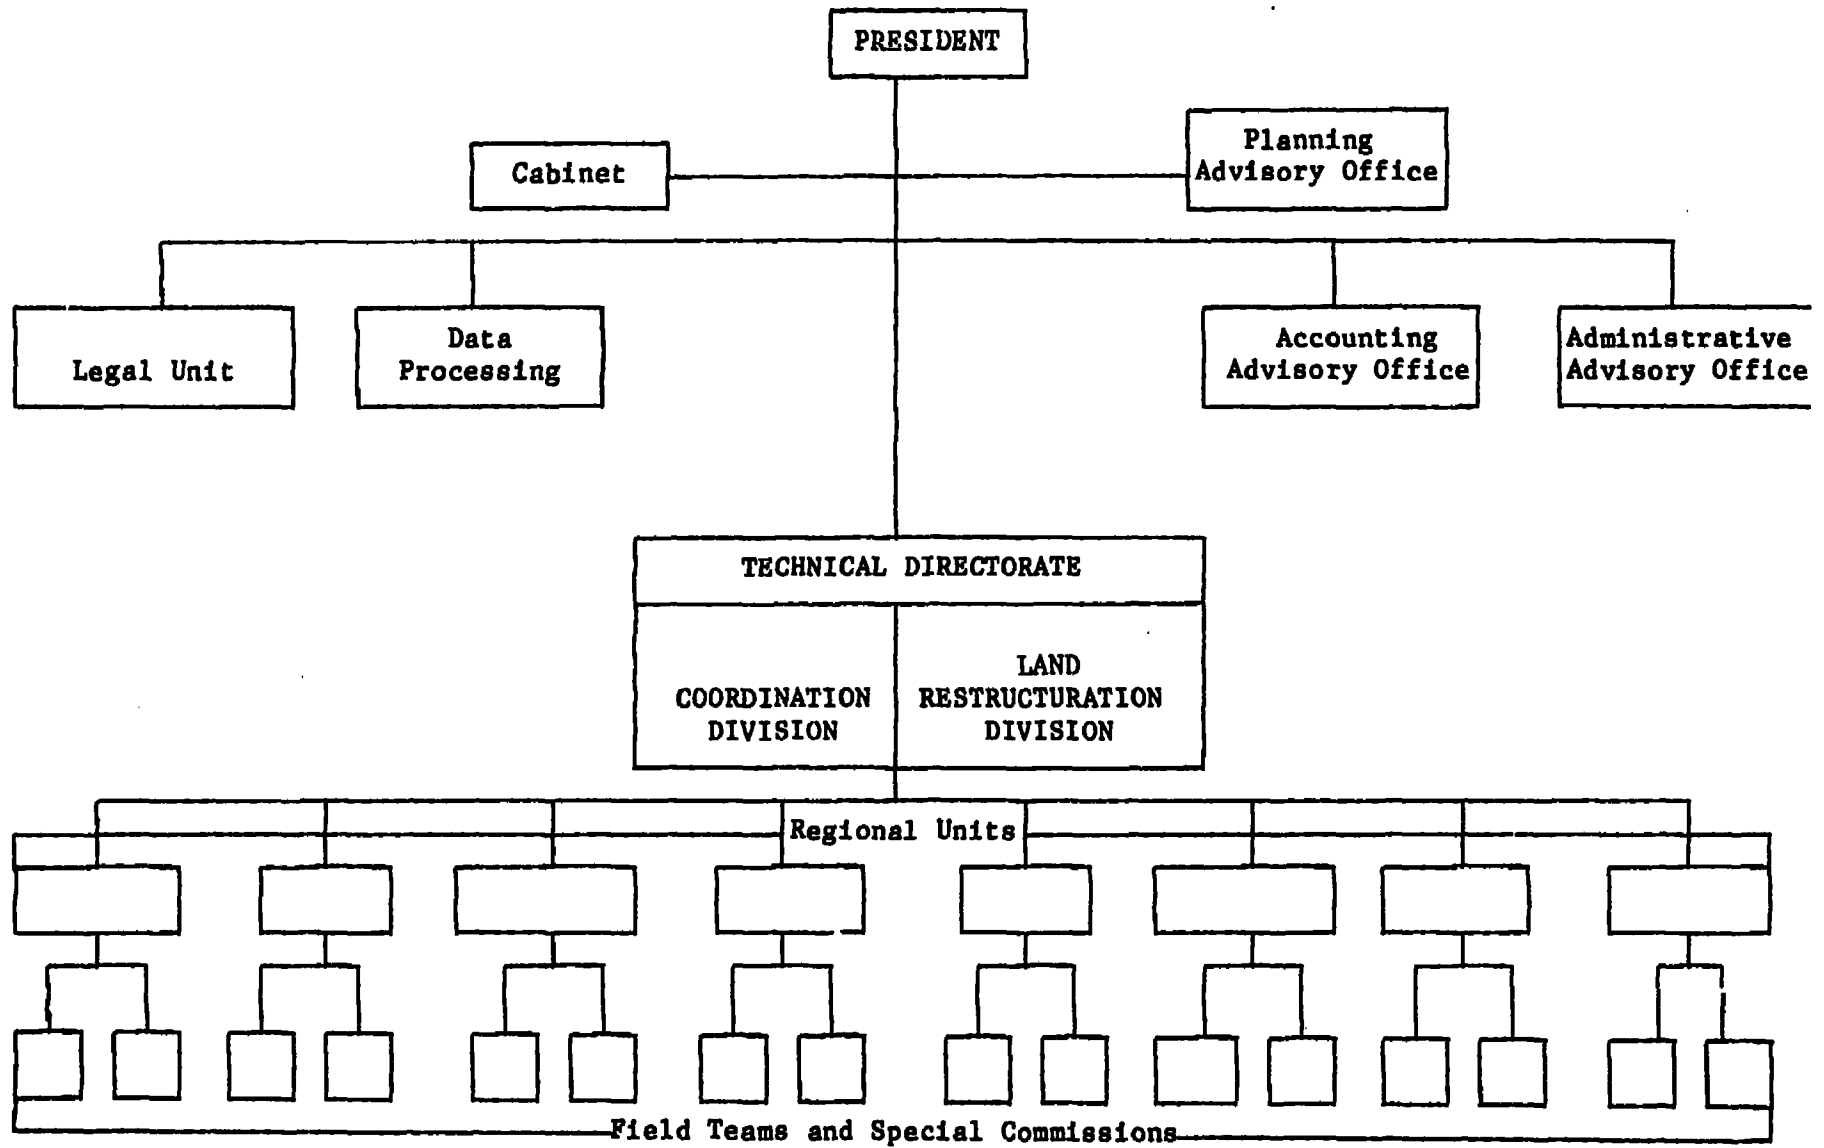 PRESIDENT
Cabinet
Planning
Advisory Office
Legal Unit
Data
Processing
Accounting
Advisory Office
Administrative
Advisory Office
TECHNICAL DIRECTORATE
COORDINATION
DIVISION
LAND
RESTRUCTURATION
DIVISION
Regional Units
Field Teams and Special Commissions